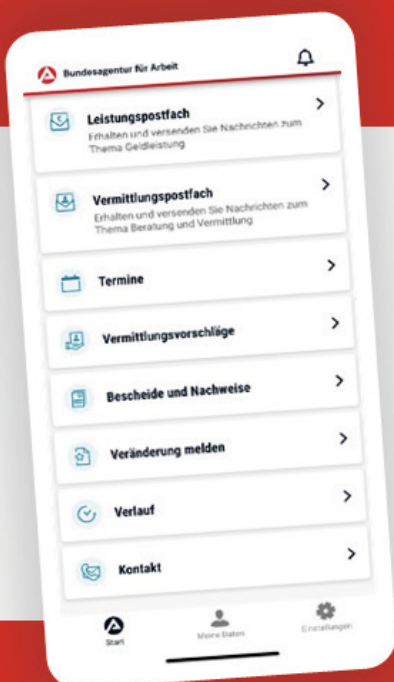 Bundesagentur für Arbeit
Leistungspostfach
Erhalten und versenden Sie Nachrichten zum
Thema Geldleistung
Vermittlungspostfach
Erhalten und versenden Sie Nachrichten zum
Thema Beratung und Vermittlung
Termine
Vermittlungsvorschläge
Bescheide und Nachweise
Veränderung melden
Verlauf
Kontakt
Start
Meine Daten
Einstellungen